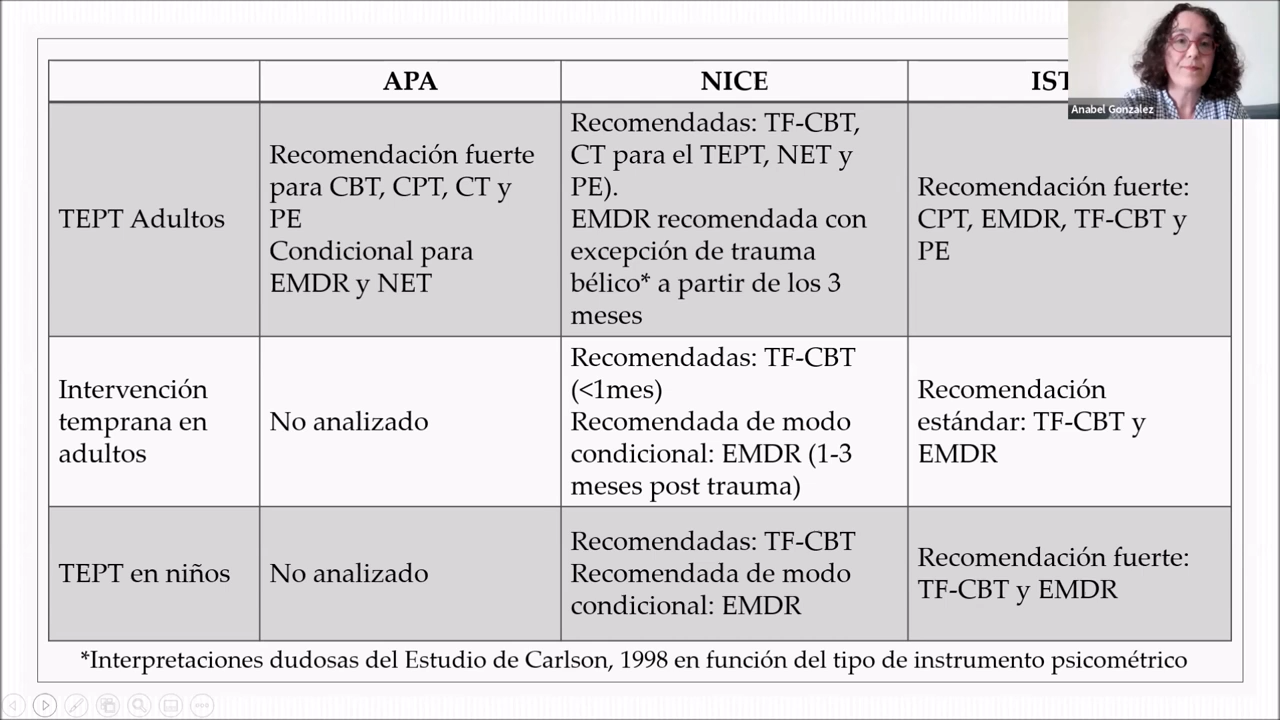 APA
NICE
Anabel Gonzalez
TEPT Adultos
Recomendación fuerte
para CBT, CPT, CT y
PE
Condicional para
EMDR y NET
Recomendadas: TF-CBT,
CT para el TEPT, NET y
PE).
EMDR recomendada con
excepción de trauma
bélico* a partir de los 3
meses
Recomendación fuerte:
CPT, EMDR, TF-CBT y
PE
Intervención
temprana en
adultos
No analizado
Recomendadas: TF-CBT
(<1mes)
Recomendada de modo
condicional: EMDR (1-3
meses post trauma)
Recomendación
estándar: TF-CBT y
EMDR
TEPT en niños
No analizado
Recomendadas: TF-CBT
Recomendada de modo
condicional: EMDR
Recomendación fuerte:
TF-CBT y EMDR
*Interpretaciones dudosas del Estudio de Carlson, 1998 en función del tipo de instrumento psicométrico